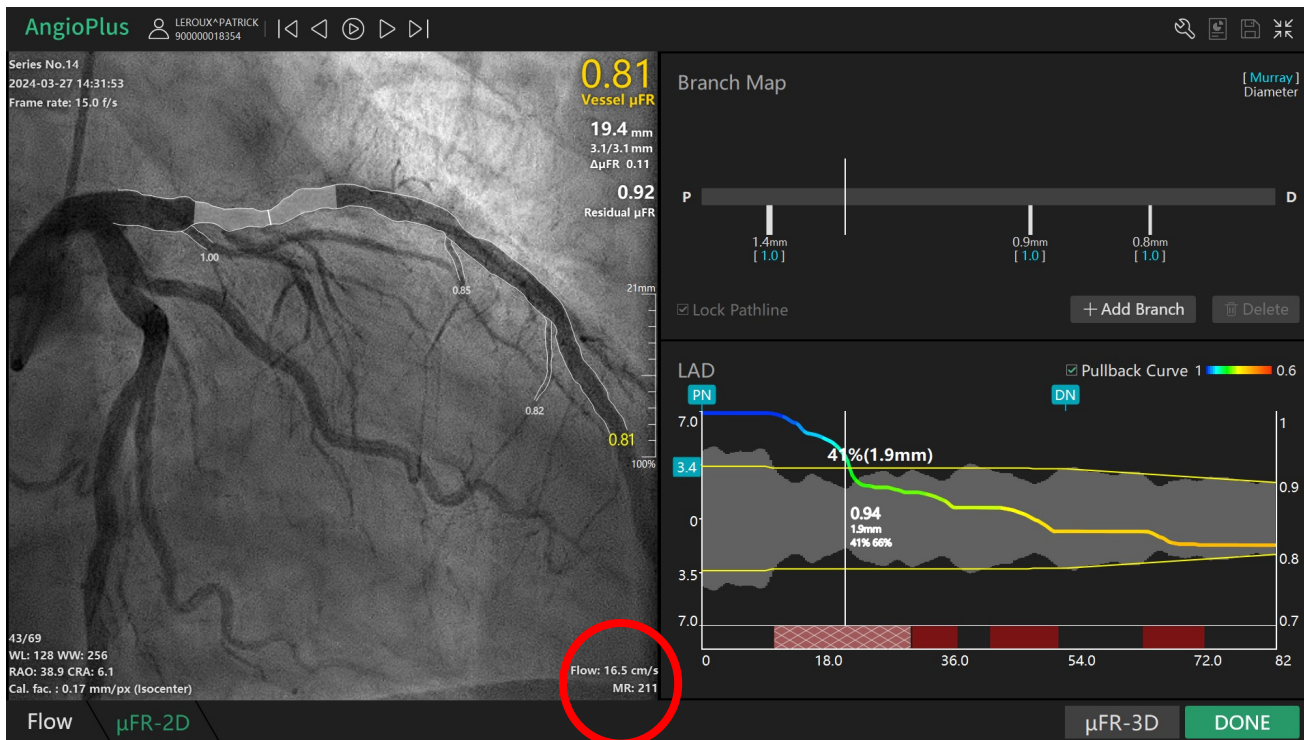 AngioPlus
LEROUX^PATRICK
900000018354
Series No.14
2024-03-27 14:31:53
Frame rate: 15.0 f/s
0.81
Vessel µFR
19.4 mm
3.1/3.1mm
ΔµFR 0.11
0.92
Residual µFR
1.00
0.85
21mm
0.82
0.81
100%
43/69
WL: 128 WW: 256
RAO: 38.9 CRA: 6.1
Cal. fac. : 0.17 mm/px (Isocenter)
Flow: 16.5 cm/s
MR: 211
Branch Map
[ Murray ]
Diameter
P
D
1.4mm
[ 1.0 ]
0.9mm
[ 1.0 ]
0.8mm
[ 1.0 ]
Lock Pathline
+ Add Branch
Delete
LAD
Pullback Curve 1 0.6
PN
DN
7.0
1
3.4
41%(1.9mm)
0.9
0.94
0
1.9mm
41% 66%
0.8
3.5
7.0
0.7
0 18.0 36.0 54.0 72.0 82
Flow
µFR-2D
µFR-3D
DONE